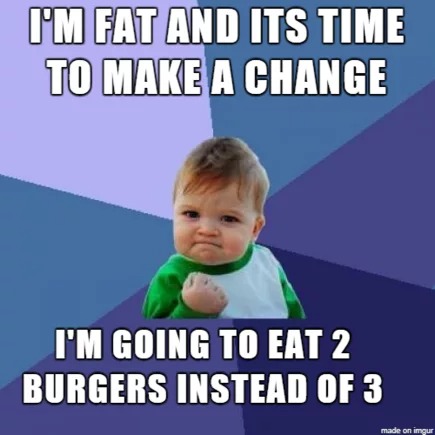 I'M FAT AND ITS TIME
TO MAKE A CHANGE
I'M GOING TO EAT 2
BURGERS INSTEAD OF 3
made on imgur